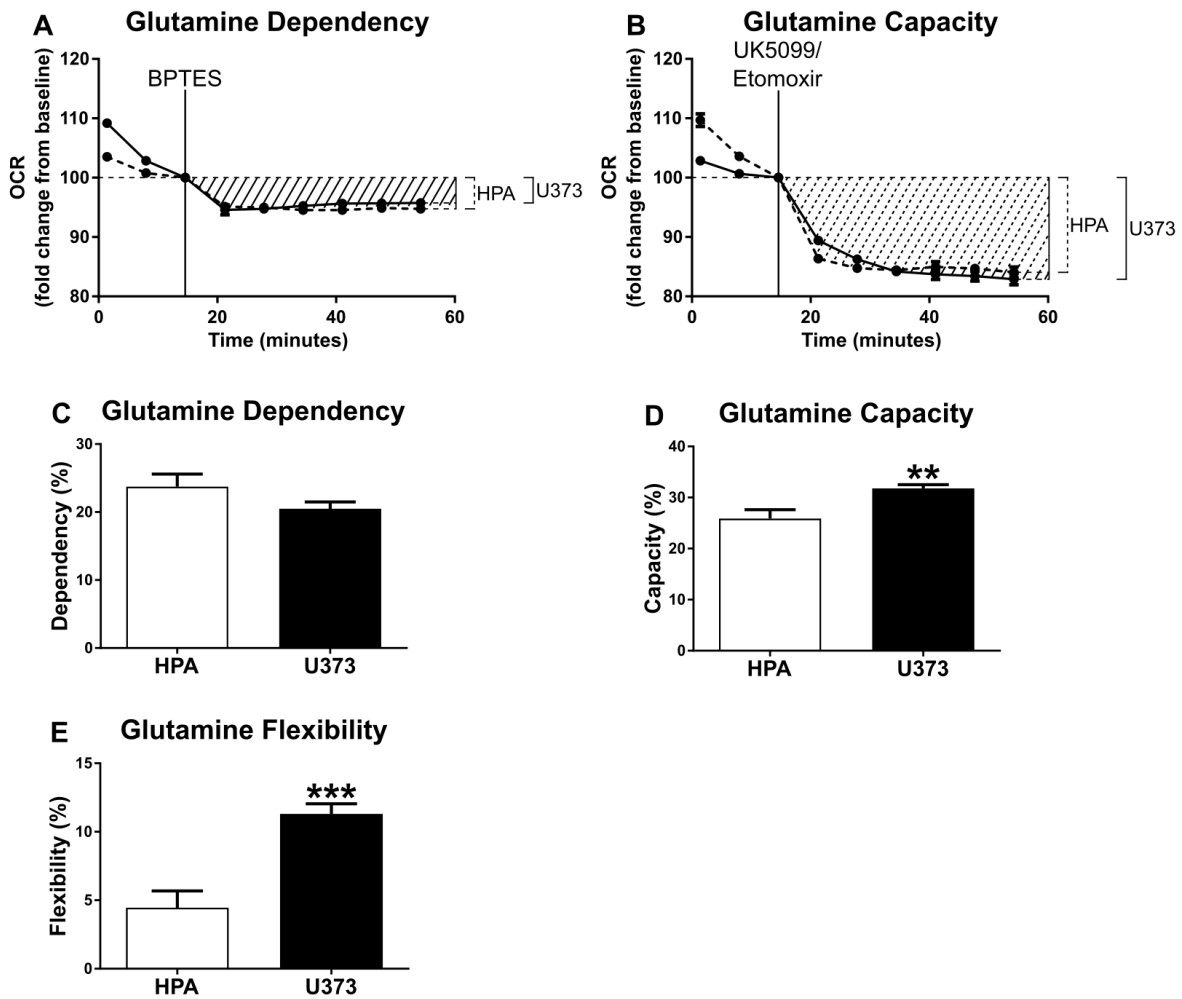 A Glutamine Dependency
OCR
(fold change from baseline)
120
110
100
90
80
BPTES
HPA
U373
0 20 40 60
Time (minutes)
B Glutamine Capacity
OCR
(fold change from baseline)
120
110
100
90
80
UK5099/
Etomoxir
HPA
U373
0 20 40 60
Time (minutes)
C Glutamine Dependency
Dependency (%)
30
20
10
0
HPA U373
D Glutamine Capacity
Capacity (%)
40
30
20
10
0
**
HPA U373
E Glutamine Flexibility
Flexibility (%)
15
10
5
0
***
HPA U373